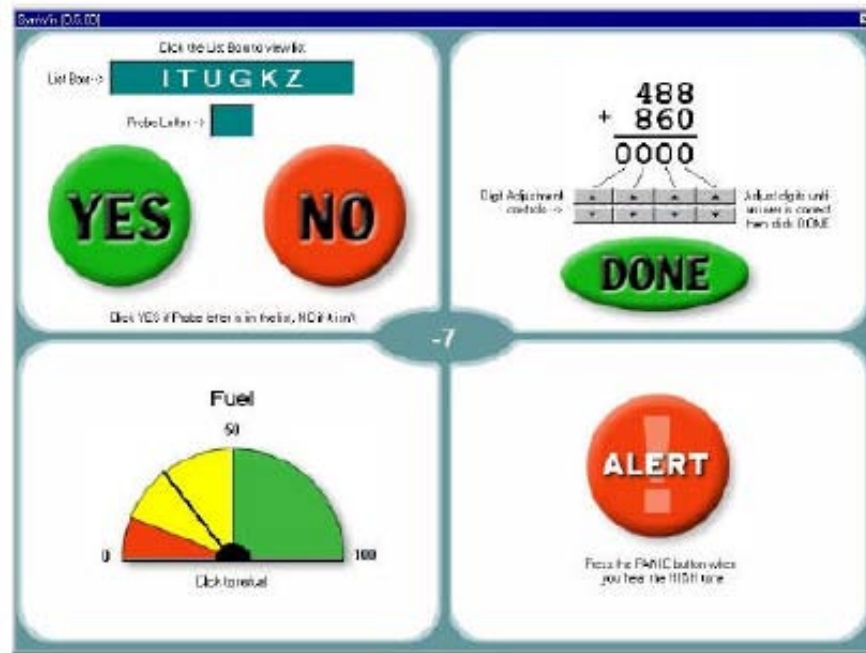 SynWin [0.6.60]
Click the List Box to view list
List Box -->
ITUGKZ
Probe Letter -->
YES
NO
Click YES if Probe letter is in the list, NO if it isn't
488
+ 860
0000
Digit Adjustment
controls -->
Adjust digits until
answer is correct
then click DONE
DONE
-7
Fuel
50
0
100
Click to refuel
ALERT
Press the PANIC button when
you hear the HIGH tone